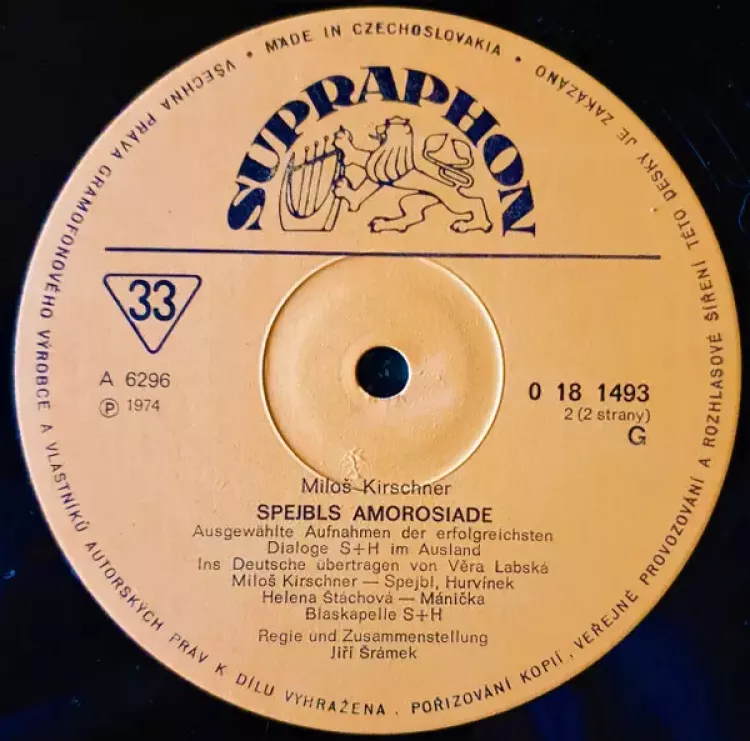 VŠECHNA PRÁVA GRAMOFONOVÉHO VÝROBCE A VLASTNÍKŮ AUTORSKÝCH PRÁV K DÍLU VYHRAŽENA . POŘIZOVÁNÍ KOPIÍ, VEŘEJNÉ PROVOZOVÁNÍ A ROZHLASOVÉ ŠÍŘENÍ TÉTO DESKY JE ZAKÁZÁNO • MADE IN CZECHOSLOVAKIA •
SUPRAPHON
33
A 6296
Ⓟ 1974
0 18 1493
2 (2 strany)
G
Miloš Kirschner
SPEJBLS AMOROSIADE
Ausgewählte Aufnahmen der erfolgreichsten
Dialoge S+H im Ausland
Ins Deutsche übertragen von Věra Labská
Miloš Kirschner — Spejbl, Hurvínek
Helena Štáchová — Mánička
Blaskapelle S+H
Regie und Zusammenstellung
Jiří Šrámek